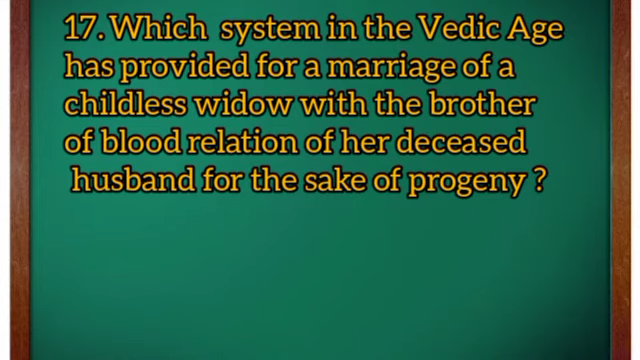 17. Which system in the Vedic Age
has provided for a marriage of a
childless widow with the brother
of blood relation of her deceased
husband for the sake of progeny ?